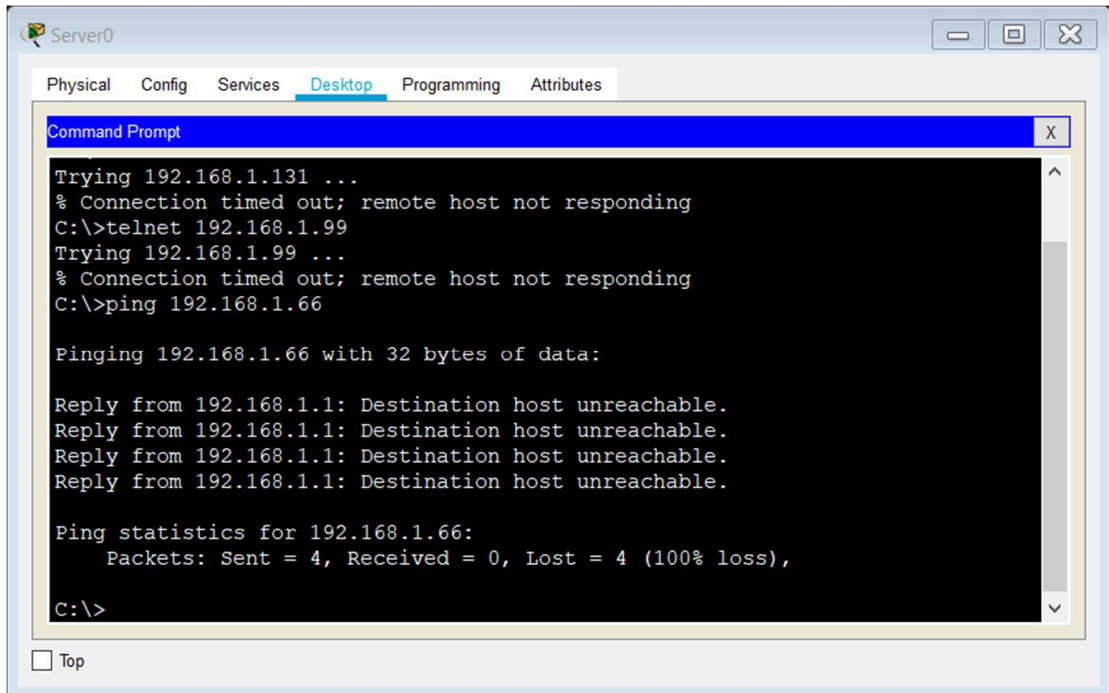 Server0
Physical Config Services Desktop Programming Attributes
Command Prompt
X
Trying 192.168.1.131 ...
% Connection timed out; remote host not responding
C:\>telnet 192.168.1.99
Trying 192.168.1.99 ...
% Connection timed out; remote host not responding
C:\>ping 192.168.1.66
Pinging 192.168.1.66 with 32 bytes of data:
Reply from 192.168.1.1: Destination host unreachable.
Reply from 192.168.1.1: Destination host unreachable.
Reply from 192.168.1.1: Destination host unreachable.
Reply from 192.168.1.1: Destination host unreachable.
Ping statistics for 192.168.1.66:
Packets: Sent = 4, Received = 0, Lost = 4 (100% loss),
C:\>
Top